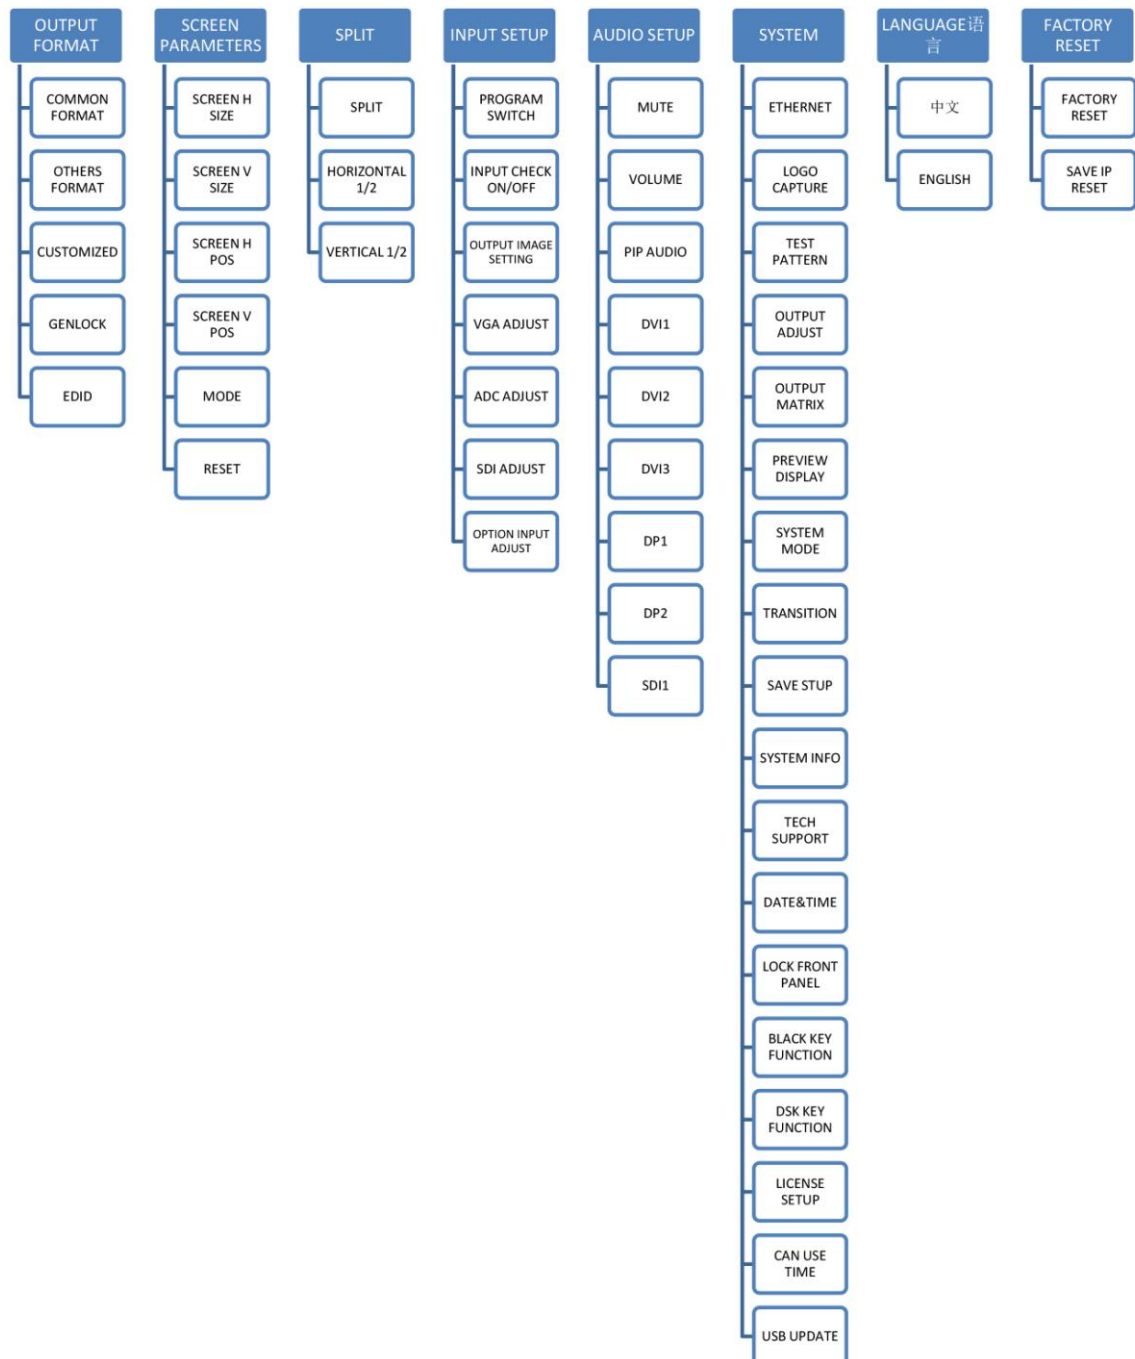 OUTPUT
FORMAT
COMMON
FORMAT
OTHERS
FORMAT
CUSTOMIZED
GENLOCK
EDID
SCREEN
PARAMETERS
SCREEN H
SIZE
SCREEN V
SIZE
SCREEN H
POS
SCREEN V
POS
MODE
RESET
SPLIT
SPLIT
HORIZONTAL
1/2
VERTICAL 1/2
INPUT SETUP
PROGRAM
SWITCH
INPUT CHECK
ON/OFF
OUTPUT IMAGE
SETTING
VGA ADJUST
ADC ADJUST
SDI ADJUST
OPTION INPUT
ADJUST
AUDIO SETUP
MUTE
VOLUME
PIP AUDIO
DVI1
DVI2
DVI3
DP1
DP2
SDI1
SYSTEM
ETHERNET
LOGO
CAPTURE
TEST
PATTERN
OUTPUT
ADJUST
OUTPUT
MATRIX
PREVIEW
DISPLAY
SYSTEM
MODE
TRANSITION
SAVE STUP
SYSTEM INFO
TECH
SUPPORT
DATE&TIME
LOCK FRONT
PANEL
BLACK KEY
FUNCTION
DSK KEY
FUNCTION
LICENSE
SETUP
CAN USE
TIME
USB UPDATE
LANGUAGE语
言
中文
ENGLISH
FACTORY
RESET
FACTORY
RESET
SAVE IP
RESET